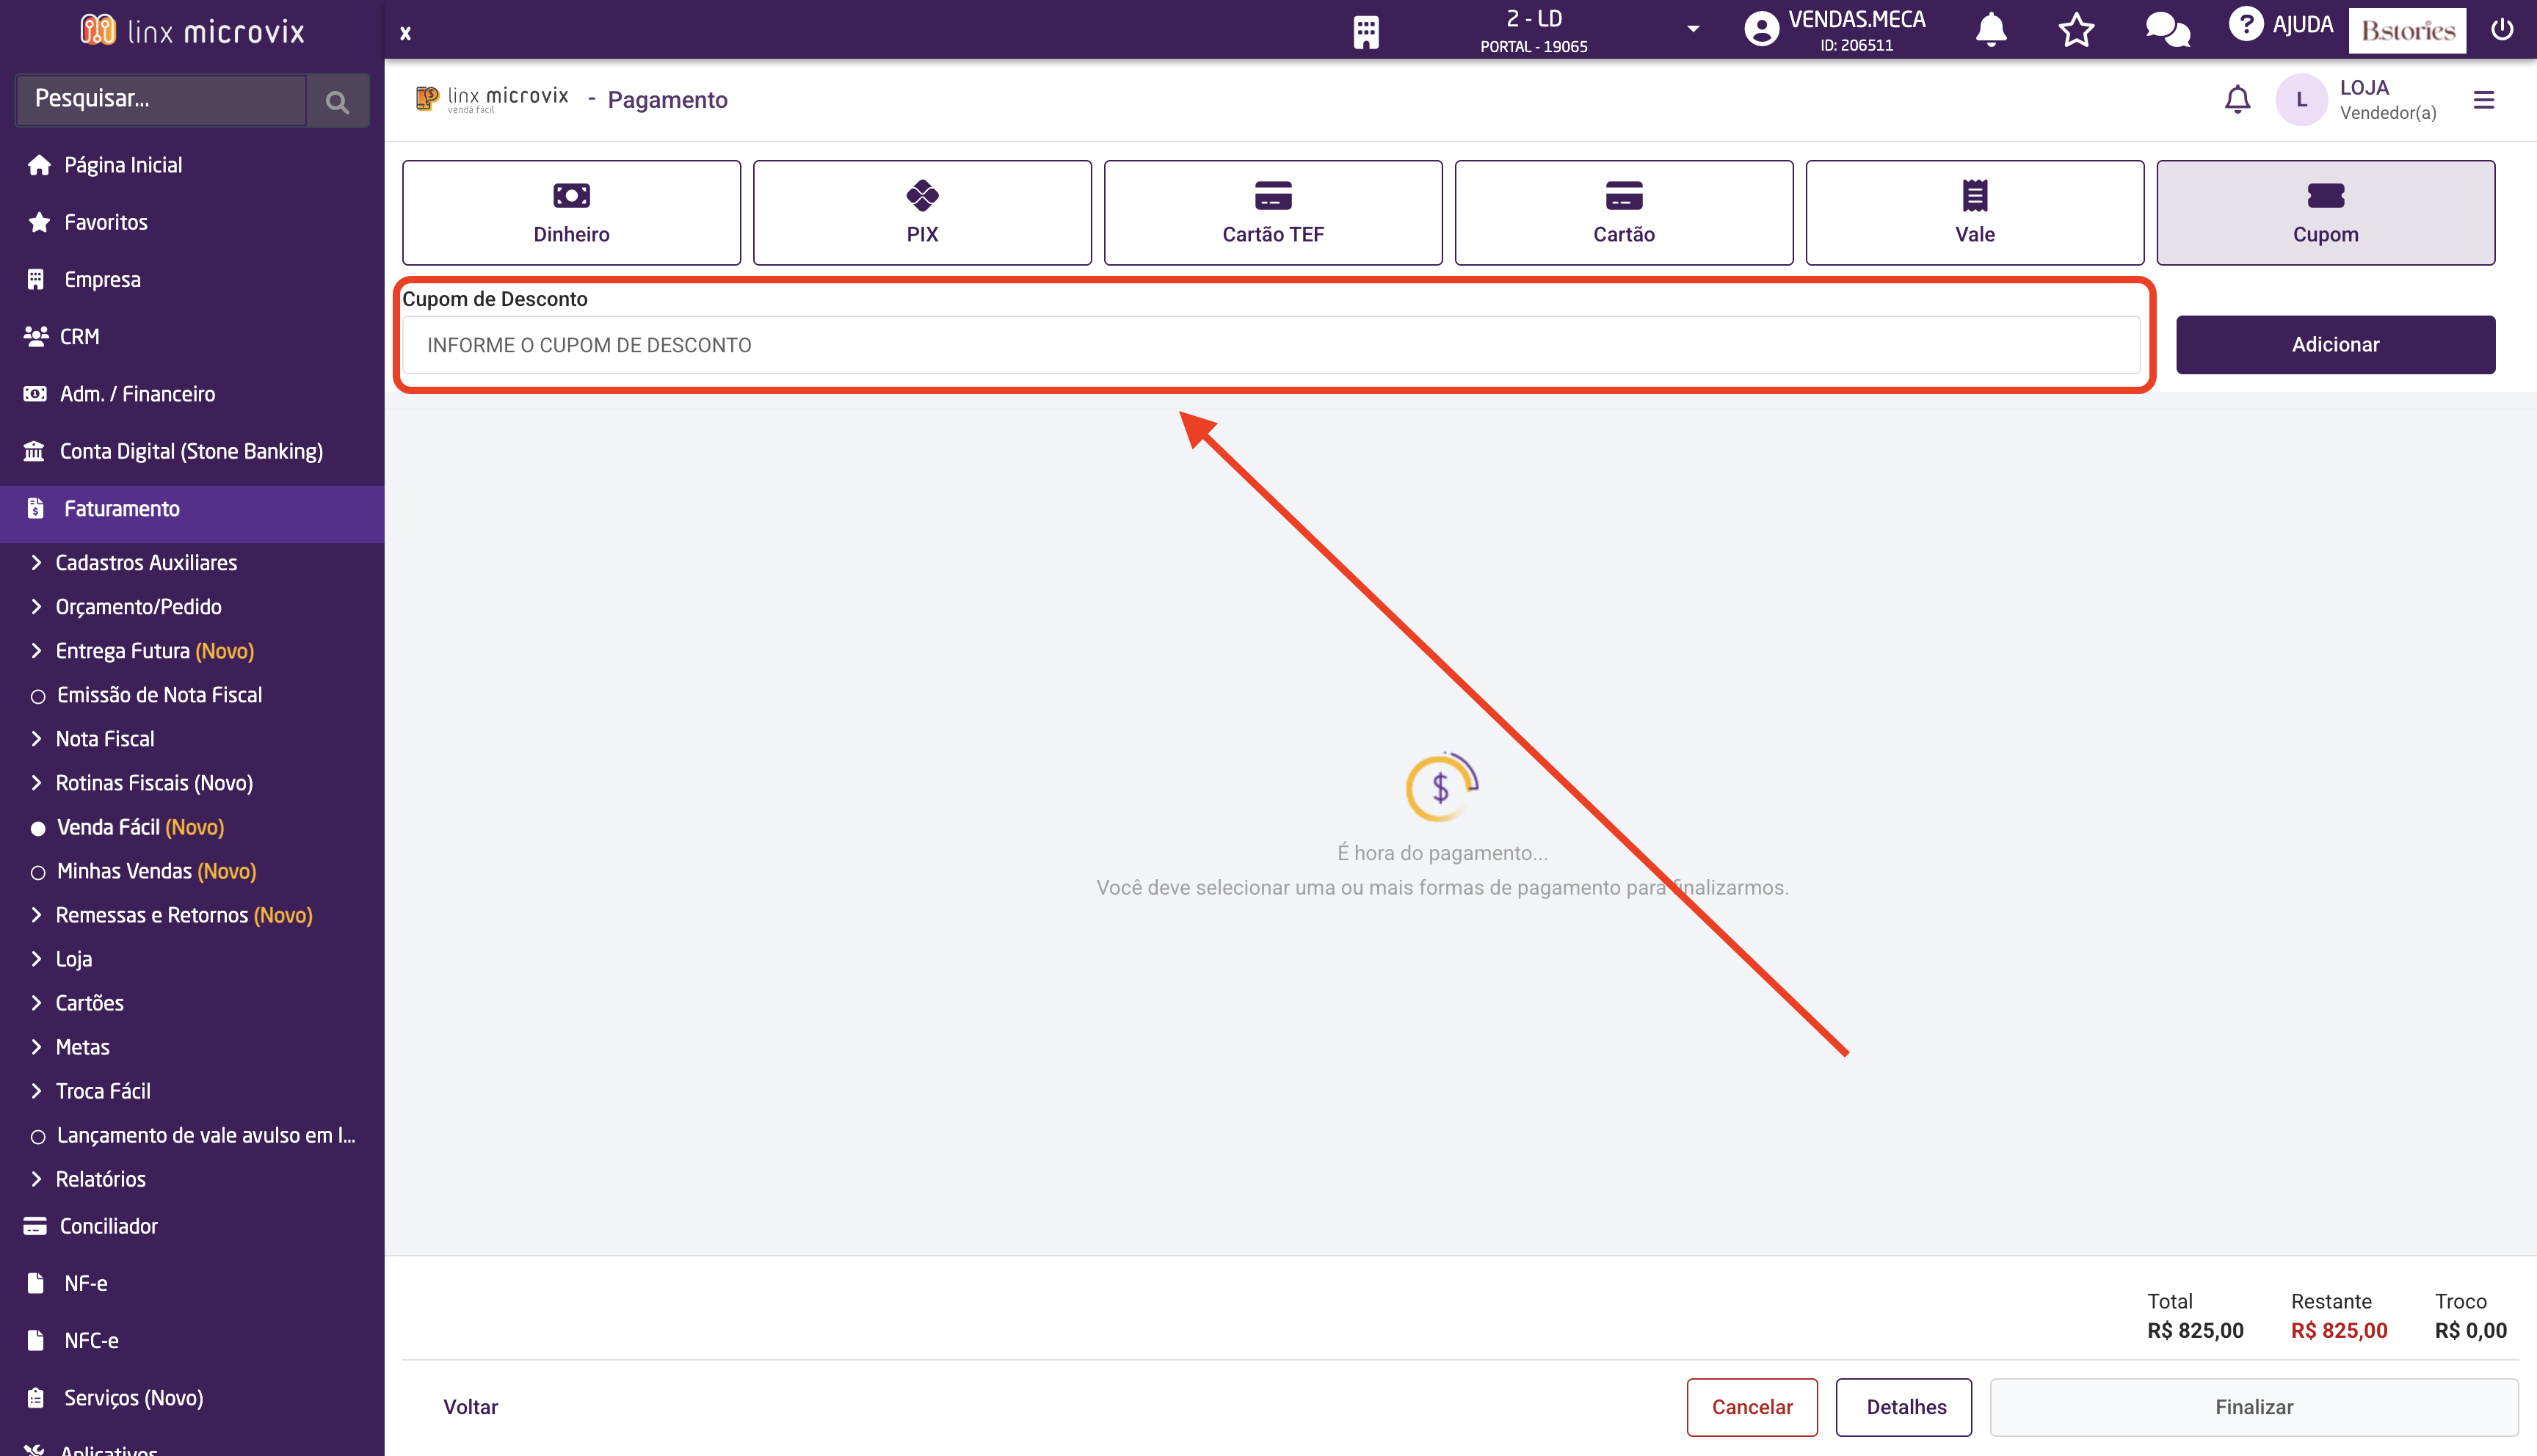 linx microvix
x
2 - LD
PORTAL - 19065
VENDAS.MECA
ID: 206511
? AJUDA
B.stories
Pesquisar...
linx microvix
venda fácil
- Pagamento
L
LOJA
Vendedor(a)
Página Inicial
Favoritos
Empresa
CRM
Adm. / Financeiro
Conta Digital (Stone Banking)
Faturamento
Cadastros Auxiliares
Orçamento/Pedido
Entrega Futura (Novo)
Emissão de Nota Fiscal
Nota Fiscal
Rotinas Fiscais (Novo)
Venda Fácil (Novo)
Minhas Vendas (Novo)
Remessas e Retornos (Novo)
Loja
Cartões
Metas
Troca Fácil
Lançamento de vale avulso em l...
Relatórios
Conciliador
NF-e
NFC-e
Serviços (Novo)
Aplicativos
Dinheiro
PIX
Cartão TEF
Cartão
Vale
Cupom
Cupom de Desconto
INFORME O CUPOM DE DESCONTO
Adicionar
$
É hora do pagamento...
Você deve selecionar uma ou mais formas de pagamento para finalizarmos.
Total
R$ 825,00
Restante
R$ 825,00
Troco
R$ 0,00
Voltar
Cancelar
Detalhes
Finalizar